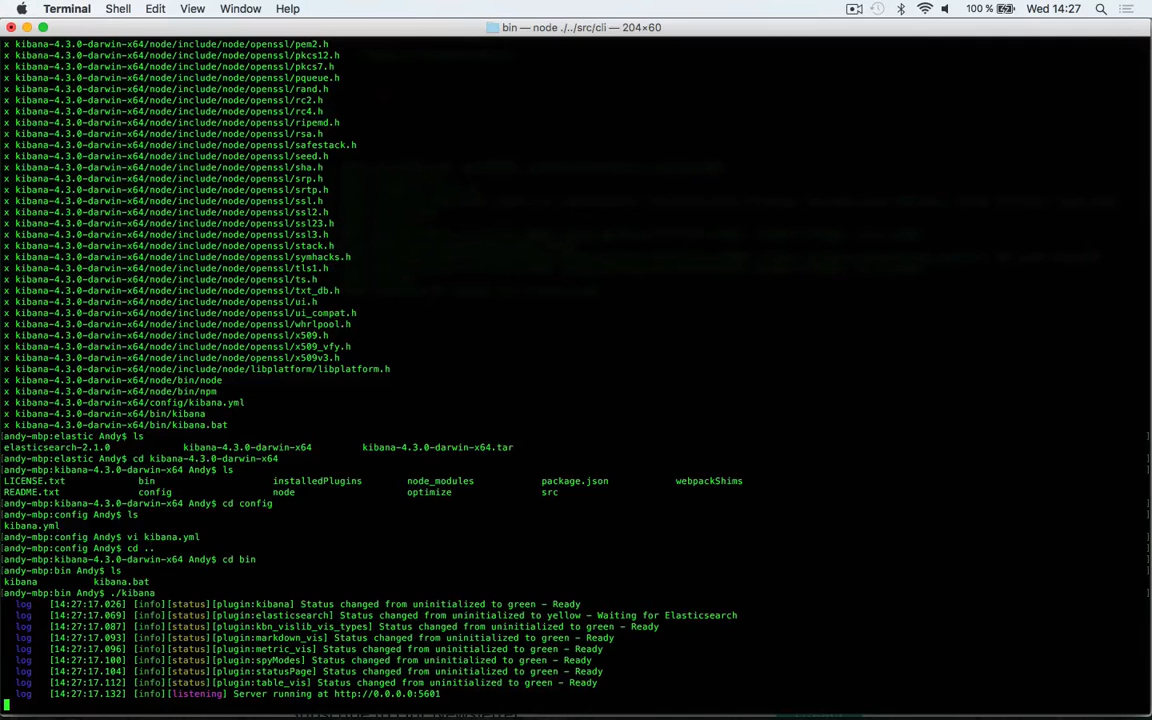 Terminal Shell Edit View Window Help 100 % Wed 14:27
bin — node ./../src/cli — 204×60
x kibana-4.3.0-darwin-x64/node/include/node/openssl/pem2.h
x kibana-4.3.0-darwin-x64/node/include/node/openssl/pkcs12.h
x kibana-4.3.0-darwin-x64/node/include/node/openssl/pkcs7.h
x kibana-4.3.0-darwin-x64/node/include/node/openssl/pqueue.h
x kibana-4.3.0-darwin-x64/node/include/node/openssl/rand.h
x kibana-4.3.0-darwin-x64/node/include/node/openssl/rc2.h
x kibana-4.3.0-darwin-x64/node/include/node/openssl/rc4.h
x kibana-4.3.0-darwin-x64/node/include/node/openssl/ripemd.h
x kibana-4.3.0-darwin-x64/node/include/node/openssl/rsa.h
x kibana-4.3.0-darwin-x64/node/include/node/openssl/safestack.h
x kibana-4.3.0-darwin-x64/node/include/node/openssl/seed.h
x kibana-4.3.0-darwin-x64/node/include/node/openssl/sha.h
x kibana-4.3.0-darwin-x64/node/include/node/openssl/srp.h
x kibana-4.3.0-darwin-x64/node/include/node/openssl/srtp.h
x kibana-4.3.0-darwin-x64/node/include/node/openssl/ssl.h
x kibana-4.3.0-darwin-x64/node/include/node/openssl/ssl2.h
x kibana-4.3.0-darwin-x64/node/include/node/openssl/ssl23.h
x kibana-4.3.0-darwin-x64/node/include/node/openssl/ssl3.h
x kibana-4.3.0-darwin-x64/node/include/node/openssl/stack.h
x kibana-4.3.0-darwin-x64/node/include/node/openssl/symhacks.h
x kibana-4.3.0-darwin-x64/node/include/node/openssl/tls1.h
x kibana-4.3.0-darwin-x64/node/include/node/openssl/ts.h
x kibana-4.3.0-darwin-x64/node/include/node/openssl/txt_db.h
x kibana-4.3.0-darwin-x64/node/include/node/openssl/ui.h
x kibana-4.3.0-darwin-x64/node/include/node/openssl/ui_compat.h
x kibana-4.3.0-darwin-x64/node/include/node/openssl/whrlpool.h
x kibana-4.3.0-darwin-x64/node/include/node/openssl/x509.h
x kibana-4.3.0-darwin-x64/node/include/node/openssl/x509_vfy.h
x kibana-4.3.0-darwin-x64/node/include/node/openssl/x509v3.h
x kibana-4.3.0-darwin-x64/node/include/node/libplatform/libplatform.h
x kibana-4.3.0-darwin-x64/node/bin/node
x kibana-4.3.0-darwin-x64/node/bin/npm
x kibana-4.3.0-darwin-x64/config/kibana.yml
x kibana-4.3.0-darwin-x64/bin/kibana
x kibana-4.3.0-darwin-x64/bin/kibana.bat
[andy-mbp:elastic Andy$ ls ]
elasticsearch-2.1.0 kibana-4.3.0-darwin-x64 kibana-4.3.0-darwin-x64.tar
[andy-mbp:elastic Andy$ cd kibana-4.3.0-darwin-x64 ]
[andy-mbp:kibana-4.3.0-darwin-x64 Andy$ ls ]
LICENSE.txt bin installedPlugins node_modules package.json webpackShims
README.txt config node optimize src
[andy-mbp:kibana-4.3.0-darwin-x64 Andy$ cd config ]
[andy-mbp:config Andy$ ls ]
kibana.yml
[andy-mbp:config Andy$ vi kibana.yml ]
[andy-mbp:config Andy$ cd .. ]
[andy-mbp:kibana-4.3.0-darwin-x64 Andy$ cd bin ]
[andy-mbp:bin Andy$ ls ]
kibana kibana.bat
[andy-mbp:bin Andy$ ./kibana ]
log [14:27:17.026] [info][status][plugin:kibana] Status changed from uninitialized to green – Ready
log [14:27:17.069] [info][status][plugin:elasticsearch] Status changed from uninitialized to yellow – Waiting for Elasticsearch
log [14:27:17.087] [info][status][plugin:kbn_vislib_vis_types] Status changed from uninitialized to green – Ready
log [14:27:17.093] [info][status][plugin:markdown_vis] Status changed from uninitialized to green – Ready
log [14:27:17.096] [info][status][plugin:metric_vis] Status changed from uninitialized to green – Ready
log [14:27:17.100] [info][status][plugin:spyModes] Status changed from uninitialized to green – Ready
log [14:27:17.104] [info][status][plugin:statusPage] Status changed from uninitialized to green – Ready
log [14:27:17.112] [info][status][plugin:table_vis] Status changed from uninitialized to green – Ready
log [14:27:17.132] [info][listening] Server running at http://0.0.0.0:5601